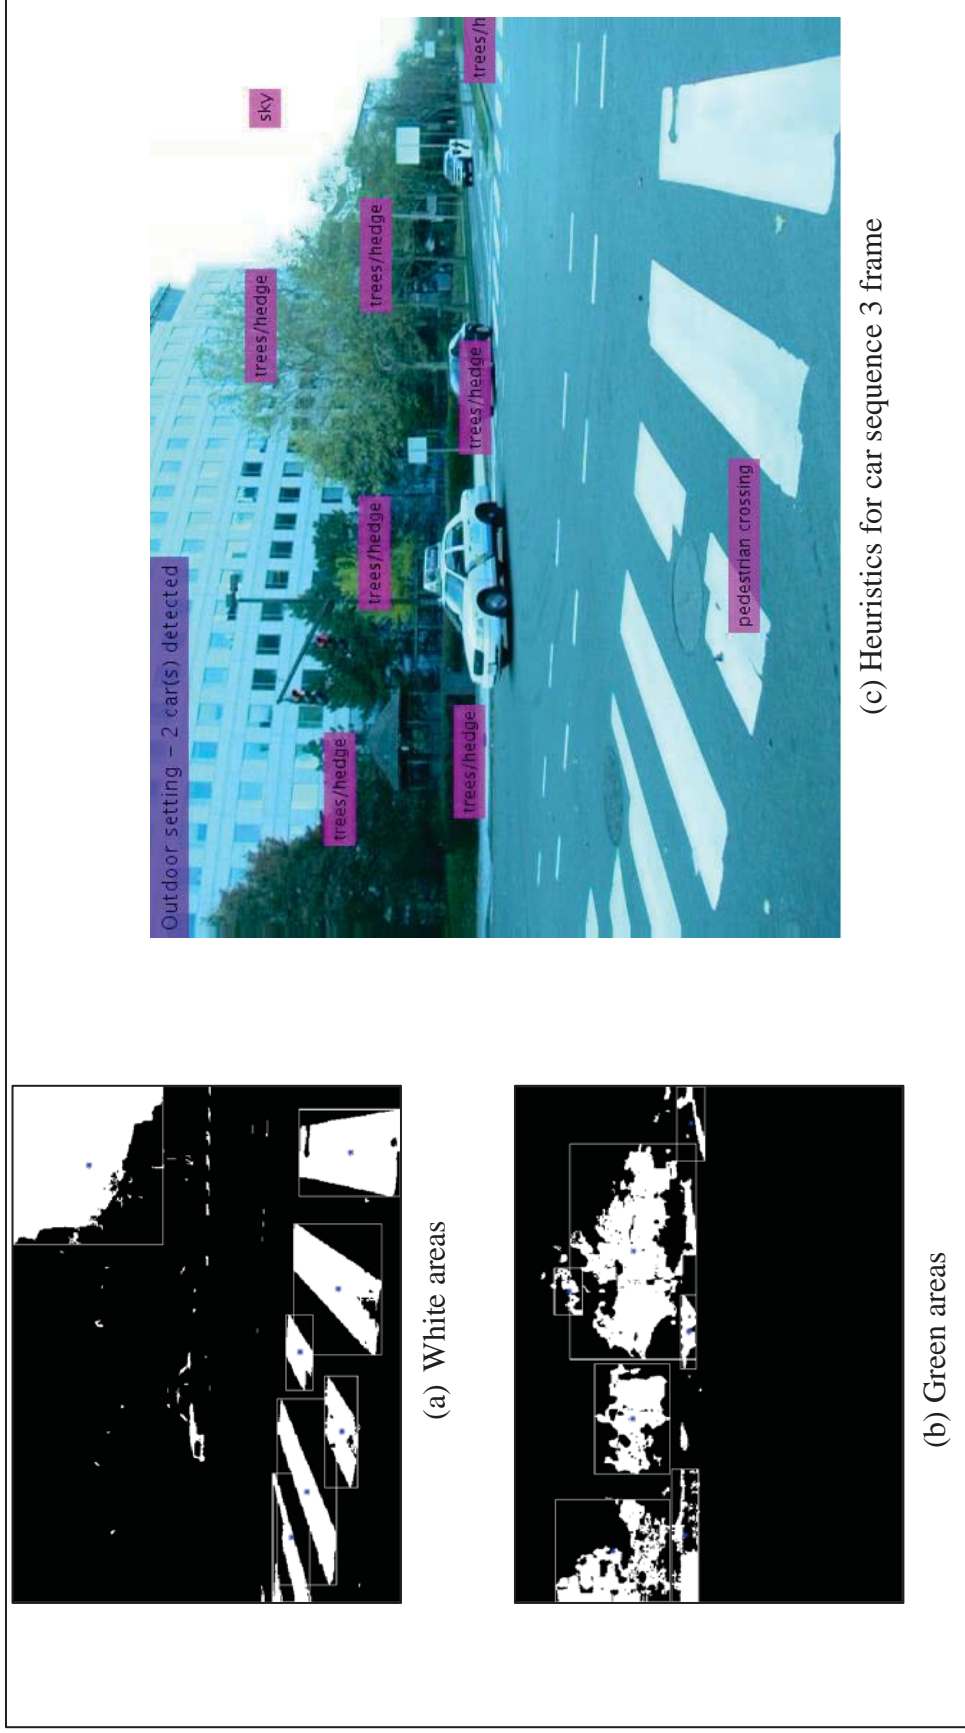 Outdoor setting – 2 car(s) detected
sky
trees/hedge
trees/hedge
trees/hedge
trees/hedge
trees/hedge
trees/hedge
trees/h
pedestrian crossing
(a) White areas
(b) Green areas
(c) Heuristics for car sequence 3 frame